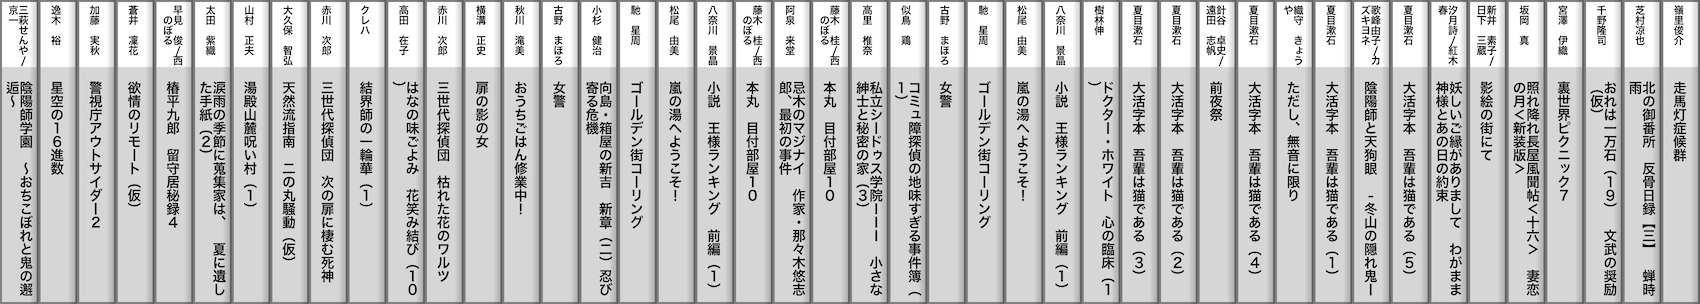 嶺里俊介
走馬灯症候群
芝村凉也
北の御番所 反骨日録【三】 蝉時
雨
千野隆司
おれは一万石(19) 文武の奨励
(仮)
宮澤 伊織
裏世界ピクニック7
坂岡 真
照れ降れ長屋風聞帖<十六> 妻恋
の月<新装版>
新井 素子/
日下 三蔵
影絵の街にて
汐月詩/紅木
春
妖しいご縁がありまして わがまま
神様とあの日の約束
夏目漱石
大活字本 吾輩は猫である(5)
歌峰由子/カ
ズキヨネ
陰陽師と天狗眼 -冬山の隠れ鬼ー
夏目漱石
大活字本 吾輩は猫である(1)
織守 きょう
や
ただし、無音に限り
夏目漱石
大活字本 吾輩は猫である(4)
針谷 卓史/
遠田 志帆
前夜祭
夏目漱石
大活字本 吾輩は猫である(2)
夏目漱石
大活字本 吾輩は猫である(3)
樹林伸
ドクター・ホワイト 心の臨床(1
)
八奈川 景晶
小説 王様ランキング 前編(1)
松尾 由美
嵐の湯へようこそ!
馳 星周
ゴールデン街コーリング
古野 まほろ
女警
似鳥 鶏
コミュ障探偵の地味すぎる事件簿(
1)
高里 椎奈
私立シードゥス学院ーーー 小さな
紳士と秘密の家(3)
藤木 桂/西
のぼる
本丸 目付部屋10
阿泉 来堂
忌木のマジナイ 作家・那々木悠志
郎、最初の事件
藤木 桂/西
のぼる
本丸 目付部屋10
八奈川 景晶
小説 王様ランキング 前編(1)
松尾 由美
嵐の湯へようこそ!
馳 星周
ゴールデン街コーリング
小杉 健治
向島・箱屋の新吉 新章(二)忍び
寄る危機
古野 まほろ
女警
秋川 滝美
おうちごはん修業中!
横溝 正史
扉の影の女
赤川 次郎
三世代探偵団 枯れた花のワルツ
高田 在子
はなの味ごよみ 花笑み結び(10
)
クレハ
結界師の一輪華(1)
赤川 次郎
三世代探偵団 次の扉に棲む死神
大久保 智弘
天然流指南 二の丸騒動(仮)
山村 正夫
湯殿山麓呪い村(1)
太田 紫織
涙雨の季節に蒐集家は、 夏に遺し
た手紙(2)
早見 俊/西
のぼる
椿平九郎 留守居秘録4
蒼井 凜花
欲情のリモート(仮)
加藤 実秋
警視庁アウトサイダー2
逸木 裕
星空の16進数
三萩せんや/
京一
陰陽師学園 ～おちこぼれと鬼の邂
逅～